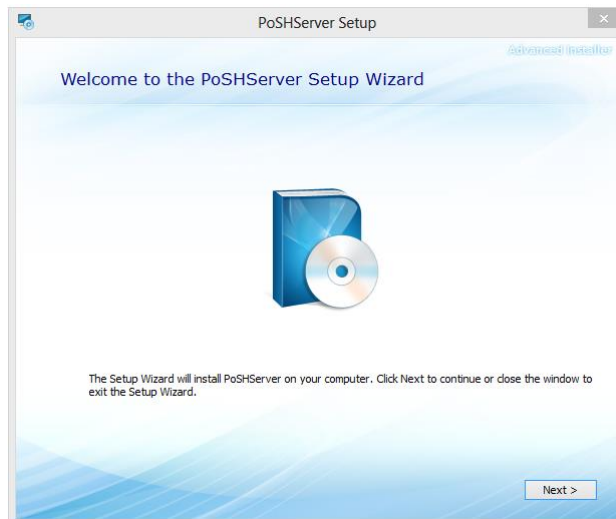 PoSHServer Setup
Advanced Installer
Welcome to the PoSHServer Setup Wizard
The Setup Wizard will install PoSHServer on your computer. Click Next to continue or close the window to
exit the Setup Wizard.
Next >